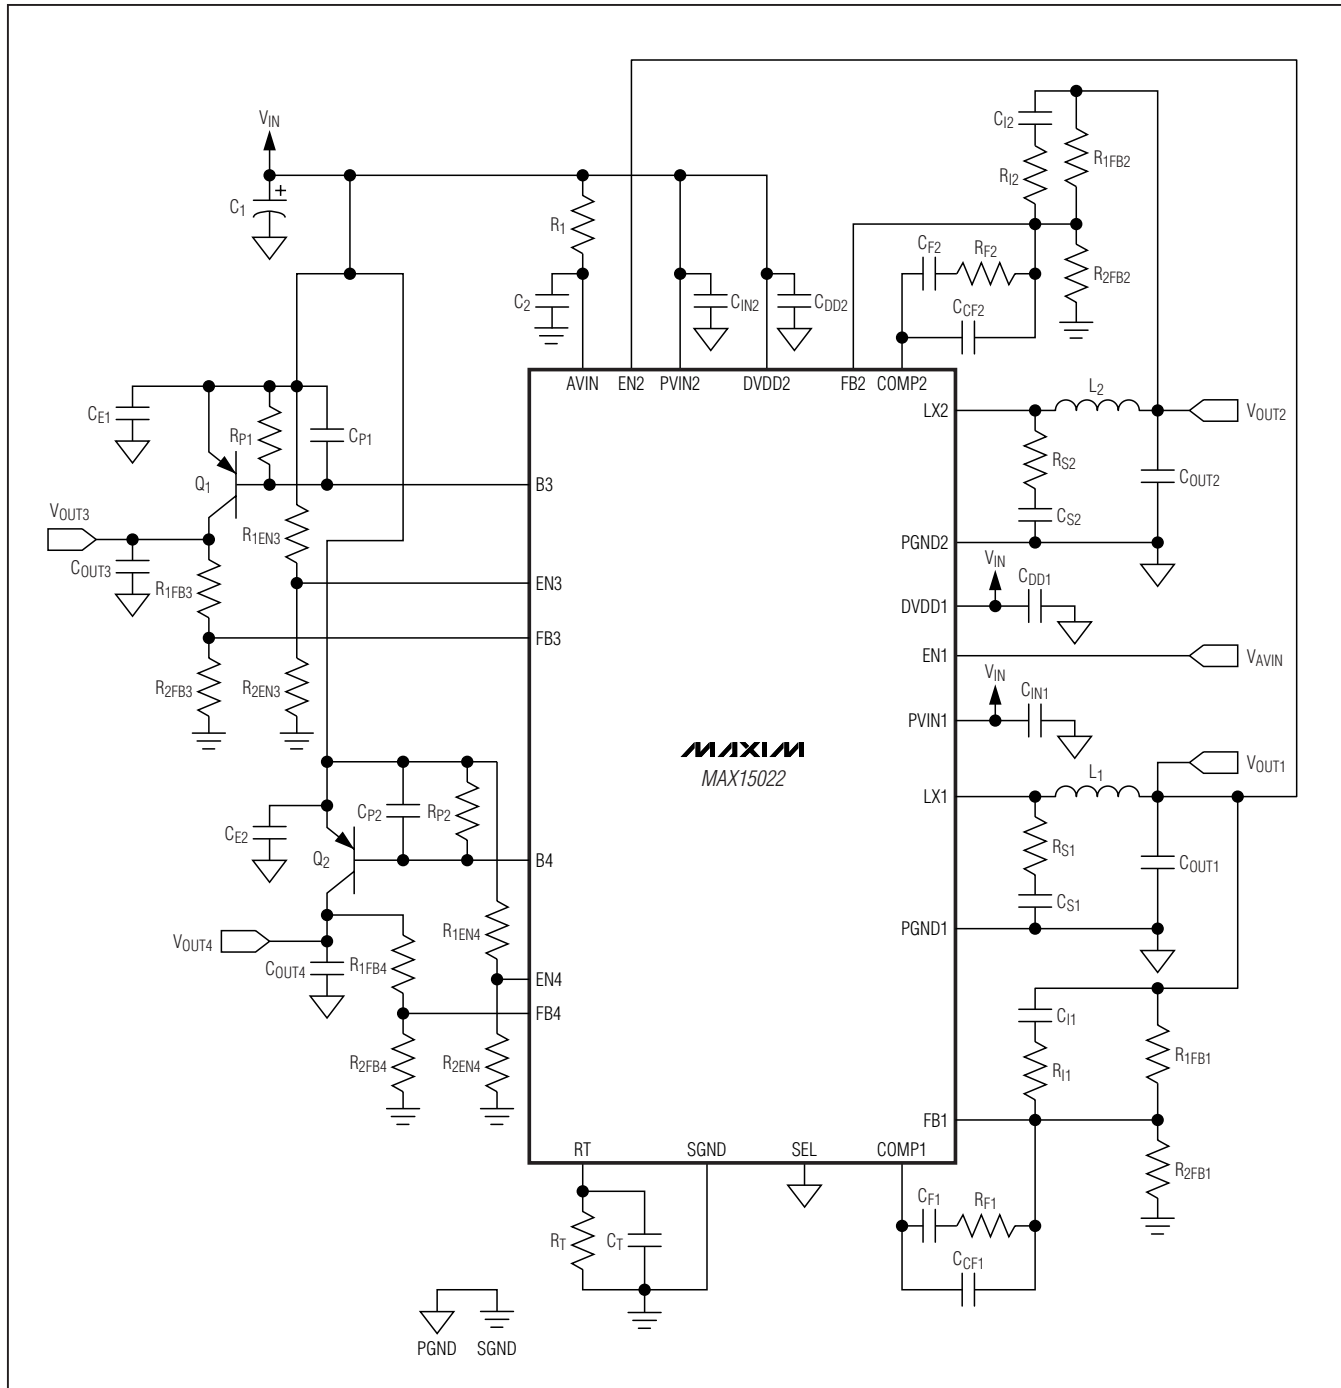 VIN
C1
+
R1
C2
CIN2
CDD2
CI2
RI2
R1FB2
CF2
RF2
R2FB2
CCF2
AVIN
EN2
PVIN2
DVDD2
FB2
COMP2
CE1
RP1
CP1
Q1
B3
LX2
L2
VOUT2
RS2
COUT2
CS2
VOUT3
R1EN3
COUT3
R1FB3
EN3
PGND2
VIN
CDD1
DVDD1
FB3
EN1
VAVIN
R2FB3
R2EN3
VIN
CIN1
PVIN1
MAXIM
MAX15022
VOUT1
LX1
L1
CP2
RP2
CE2
Q2
B4
RS1
COUT1
CS1
R1EN4
PGND1
VOUT4
COUT4
R1FB4
EN4
FB4
CI1
R1FB1
RI1
R2FB4
R2EN4
FB1
RT
SGND
SEL
COMP1
R2FB1
CF1
RF1
RT
CT
CCF1
PGND
SGND